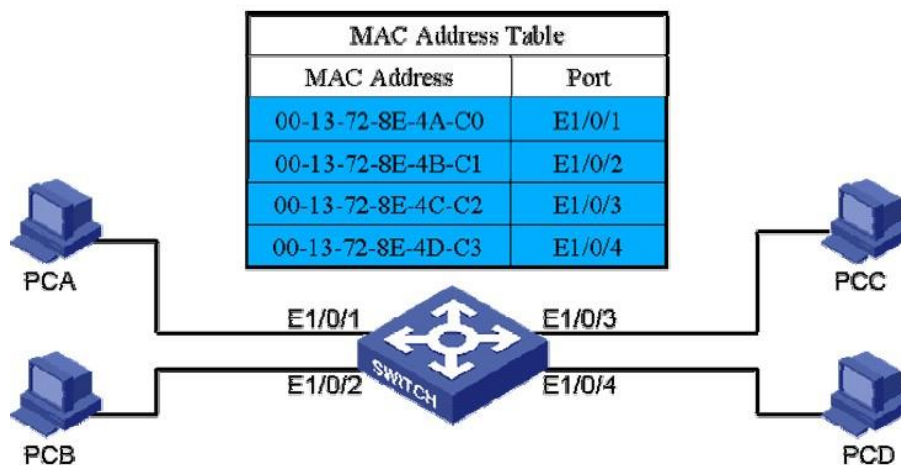 MAC Address Table
MAC Address Port
00-13-72-8E-4A-C0 E1/0/1
00-13-72-8E-4B-C1 E1/0/2
00-13-72-8E-4C-C2 E1/0/3
00-13-72-8E-4D-C3 E1/0/4
PCA
PCC
E1/0/1 E1/0/3
SWITCH
E1/0/2 E1/0/4
PCB
PCD